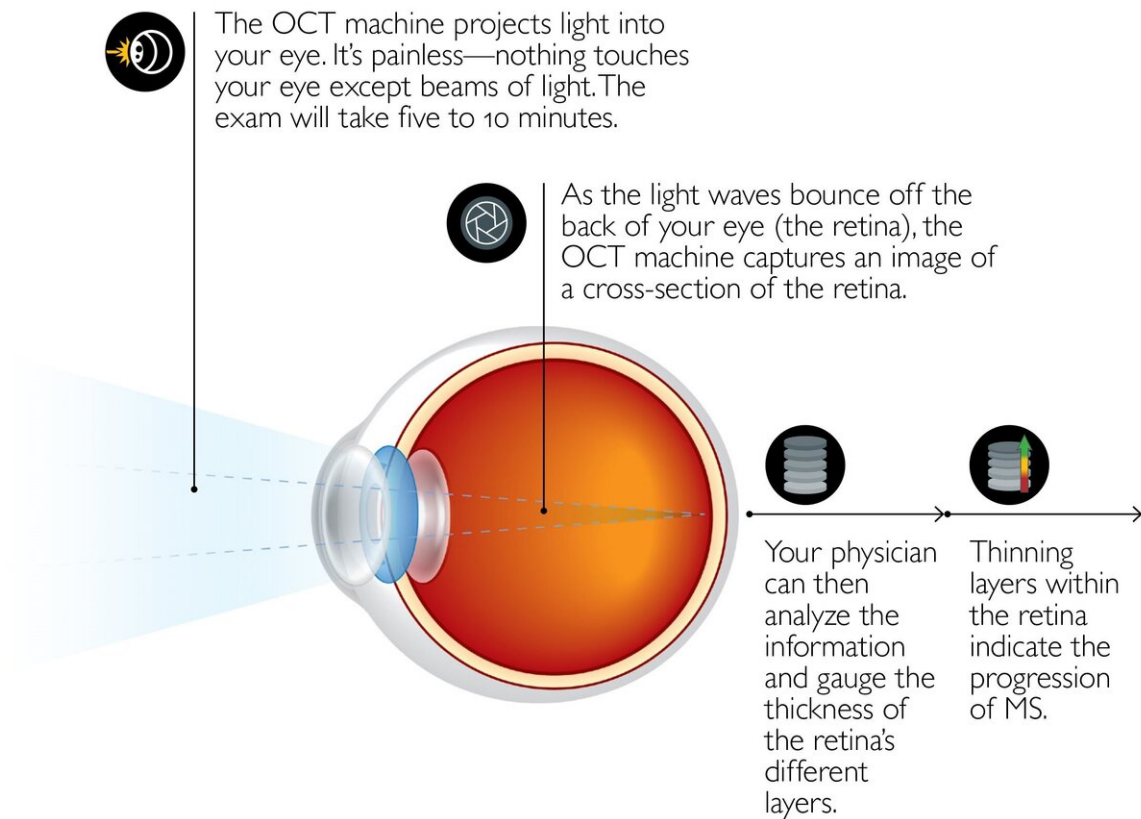 The OCT machine projects light into
your eye. It’s painless—nothing touches
your eye except beams of light. The
exam will take five to 10 minutes.
As the light waves bounce off the
back of your eye (the retina), the
OCT machine captures an image of
a cross-section of the retina.
Your physician
can then
analyze the
information
and gauge the
thickness of
the retina’s
different
layers.
Thinning
layers within
the retina
indicate the
progression
of MS.